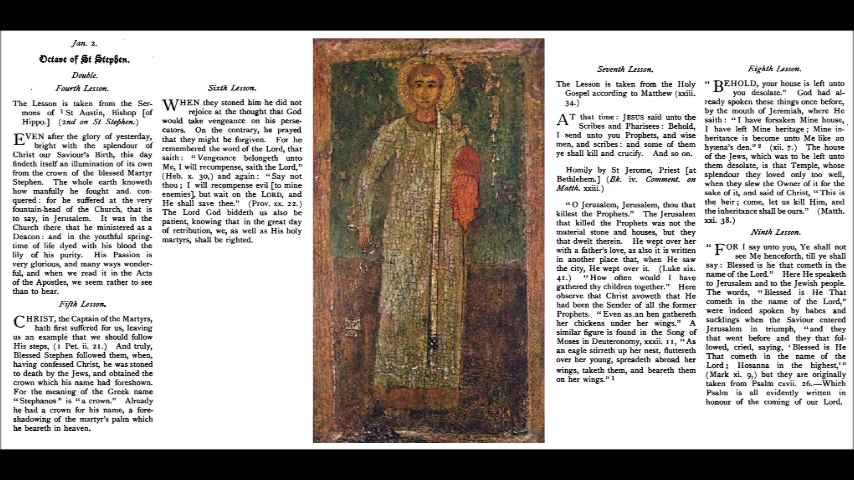 Jan. 2.
Octave of St Stephen.
Double.
Fourth Lesson.
The Lesson is taken from the Ser-
mons of ¹ St Austin, Bishop [of
Hippo.] (2nd on St Stephen.)
EVEN after the glory of yesterday,
bright with the splendour of
Christ our Saviour's Birth, this day
findeth itself an illumination of its own
from the crown of the blessed Martyr
Stephen. The whole earth knoweth
how manfully he fought and con-
quered: for he suffered at the very
fountain-head of the Church, that is
to say, in Jerusalem. It was in the
Church there that he ministered as a
Deacon: and in the youthful spring-
time of life dyed with his blood the
lily of his purity. His Passion is
very glorious, and many ways wonder-
ful, and when we read it in the Acts
of the Apostles, we seem rather to see
than to hear.
Fifth Lesson.
CHRIST, the Captain of the Martyrs,
hath first suffered for us, leaving
us an example that we should follow
His steps, (1 Pet. ii. 21.) And truly,
Blessed Stephen followed them, when,
having confessed Christ, he was stoned
to death by the Jews, and obtained the
crown which his name had foreshown.
For the meaning of the Greek name
"Stephanos" is "a crown." Already
he had a crown for his name, a fore-
shadowing of the martyr's palm which
he beareth in heaven.
Sixth Lesson.
WHEN they stoned him he did not
rejoice at the thought that God
would take vengeance on his perse-
cutors. On the contrary, he prayed
that they might be forgiven. For he
remembered the word of the Lord, that
saith: "Vengeance belongeth unto
Me, I will recompense, saith the Lord,"
(Heb. x. 30,) and again: "Say not
thou; I will recompense evil [to mine
enemies], but wait on the LORD, and
He shall save thee." (Prov. xx. 22.)
The Lord God biddeth us also be
patient, knowing that in the great day
of retribution, we, as well as His holy
martyrs, shall be righted.
Seventh Lesson.
The Lesson is taken from the Holy
Gospel according to Matthew (xxiii.
34.)
AT that time: JESUS said unto the
Scribes and Pharisees: Behold,
I send unto you Prophets, and wise
men, and scribes: and some of them
ye shall kill and crucify. And so on.
Homily by St Jerome, Priest [at
Bethlehem.] (Bk. iv. Comment. on
Matth. xxiii.)
"O Jerusalem, Jerusalem, thou that
killest the Prophets." The Jerusalem
that killed the Prophets was not the
material stone and houses, but they
that dwelt therein. He wept over her
with a father's love, as also it is written
in another place that, when He saw
the city, He wept over it. (Luke xix.
41.) "How often would I have
gathered thy children together." Here
observe that Christ avoweth that He
had been the Sender of all the former
Prophets. "Even as an hen gathereth
her chickens under her wings." A
similar figure is found in the Song of
Moses in Deuteronomy, xxxii. 11, "As
an eagle stirreth up her nest, fluttereth
over her young, spreadeth abroad her
wings, taketh them, and beareth them
on her wings." ¹
Eighth Lesson.
"BEHOLD, your house is left unto
you desolate." God had al-
ready spoken these things once before,
by the mouth of Jeremiah, where He
saith: "I have forsaken Mine house,
I have left Mine heritage; Mine in-
heritance is become unto Me like an
hyæna's den." ² (xii. 7.) The house
of the Jews, which was to be left unto
them desolate, is that Temple, whose
splendour they loved only too well,
when they slew the Owner of it for the
sake of it, and said of Christ, "This is
the heir; come, let us kill Him, and
the inheritance shall be ours." (Matth.
xxi. 38.)
Ninth Lesson.
"FOR I say unto you, Ye shall not
see Me henceforth, till ye shall
say: Blessed is he that cometh in the
name of the Lord." Here He speaketh
to Jerusalem and to the Jewish people.
The words, "Blessed is He That
cometh in the name of the Lord,"
were indeed spoken by babes and
sucklings when the Saviour entered
Jerusalem in triumph, "and they
that went before and they that fol-
lowed, cried, saying, 'Blessed is He
That cometh in the name of the
Lord; Hosanna in the highest,'"
(Mark xi. 9,) but they are originally
taken from Psalm cxvii. 26.—Which
Psalm is all evidently written in
honour of the coming of our Lord.